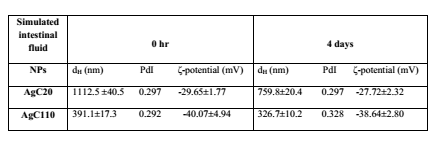 Simulated intestinal fluid 0 hr 4 days
NPs dH (nm) PdI ζ-potential (mV) dH (nm) PdI ζ-potential (mV)
AgC20 1112.5 ±40.5 0.297 -29.65±1.77 759.8±20.4 0.297 -27.72±2.32
AgC110 391.1±17.3 0.292 -40.07±4.94 326.7±10.2 0.328 -38.64±2.80